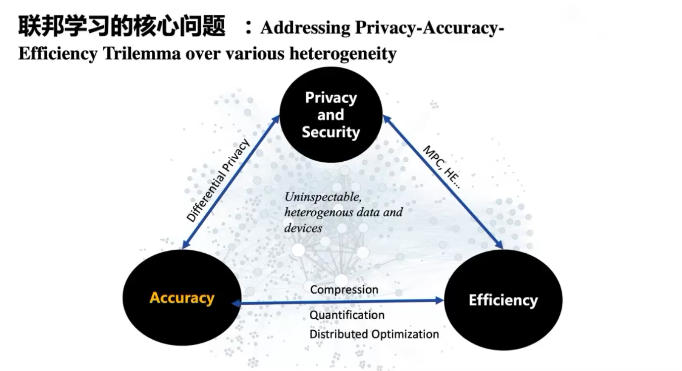 联邦学习的核心问题 ：Addressing Privacy-Accuracy-
Efficiency Trilemma over various heterogeneity
Privacy
and
Security
Differential Privacy
MPC, HE...
Uninspectable,
heterogenous data and
devices
Accuracy
Compression
Efficiency
Quantification
Distributed Optimization